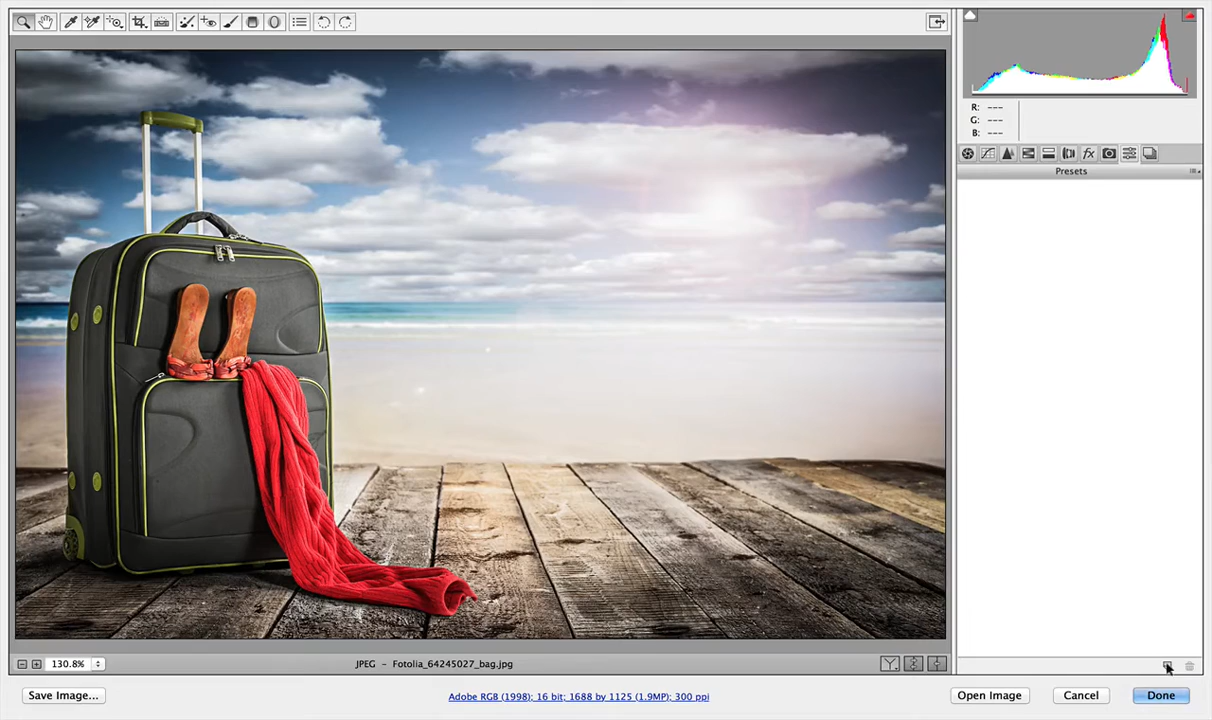 R: ---
G: ---
B: ---
fx
Presets
130.8%
JPEG - Fotolia_64245027_bag.jpg
Save Image...
Adobe RGB (1998); 16 bit; 1688 by 1125 (1.9MP); 300 ppi
Open Image
Cancel
Done